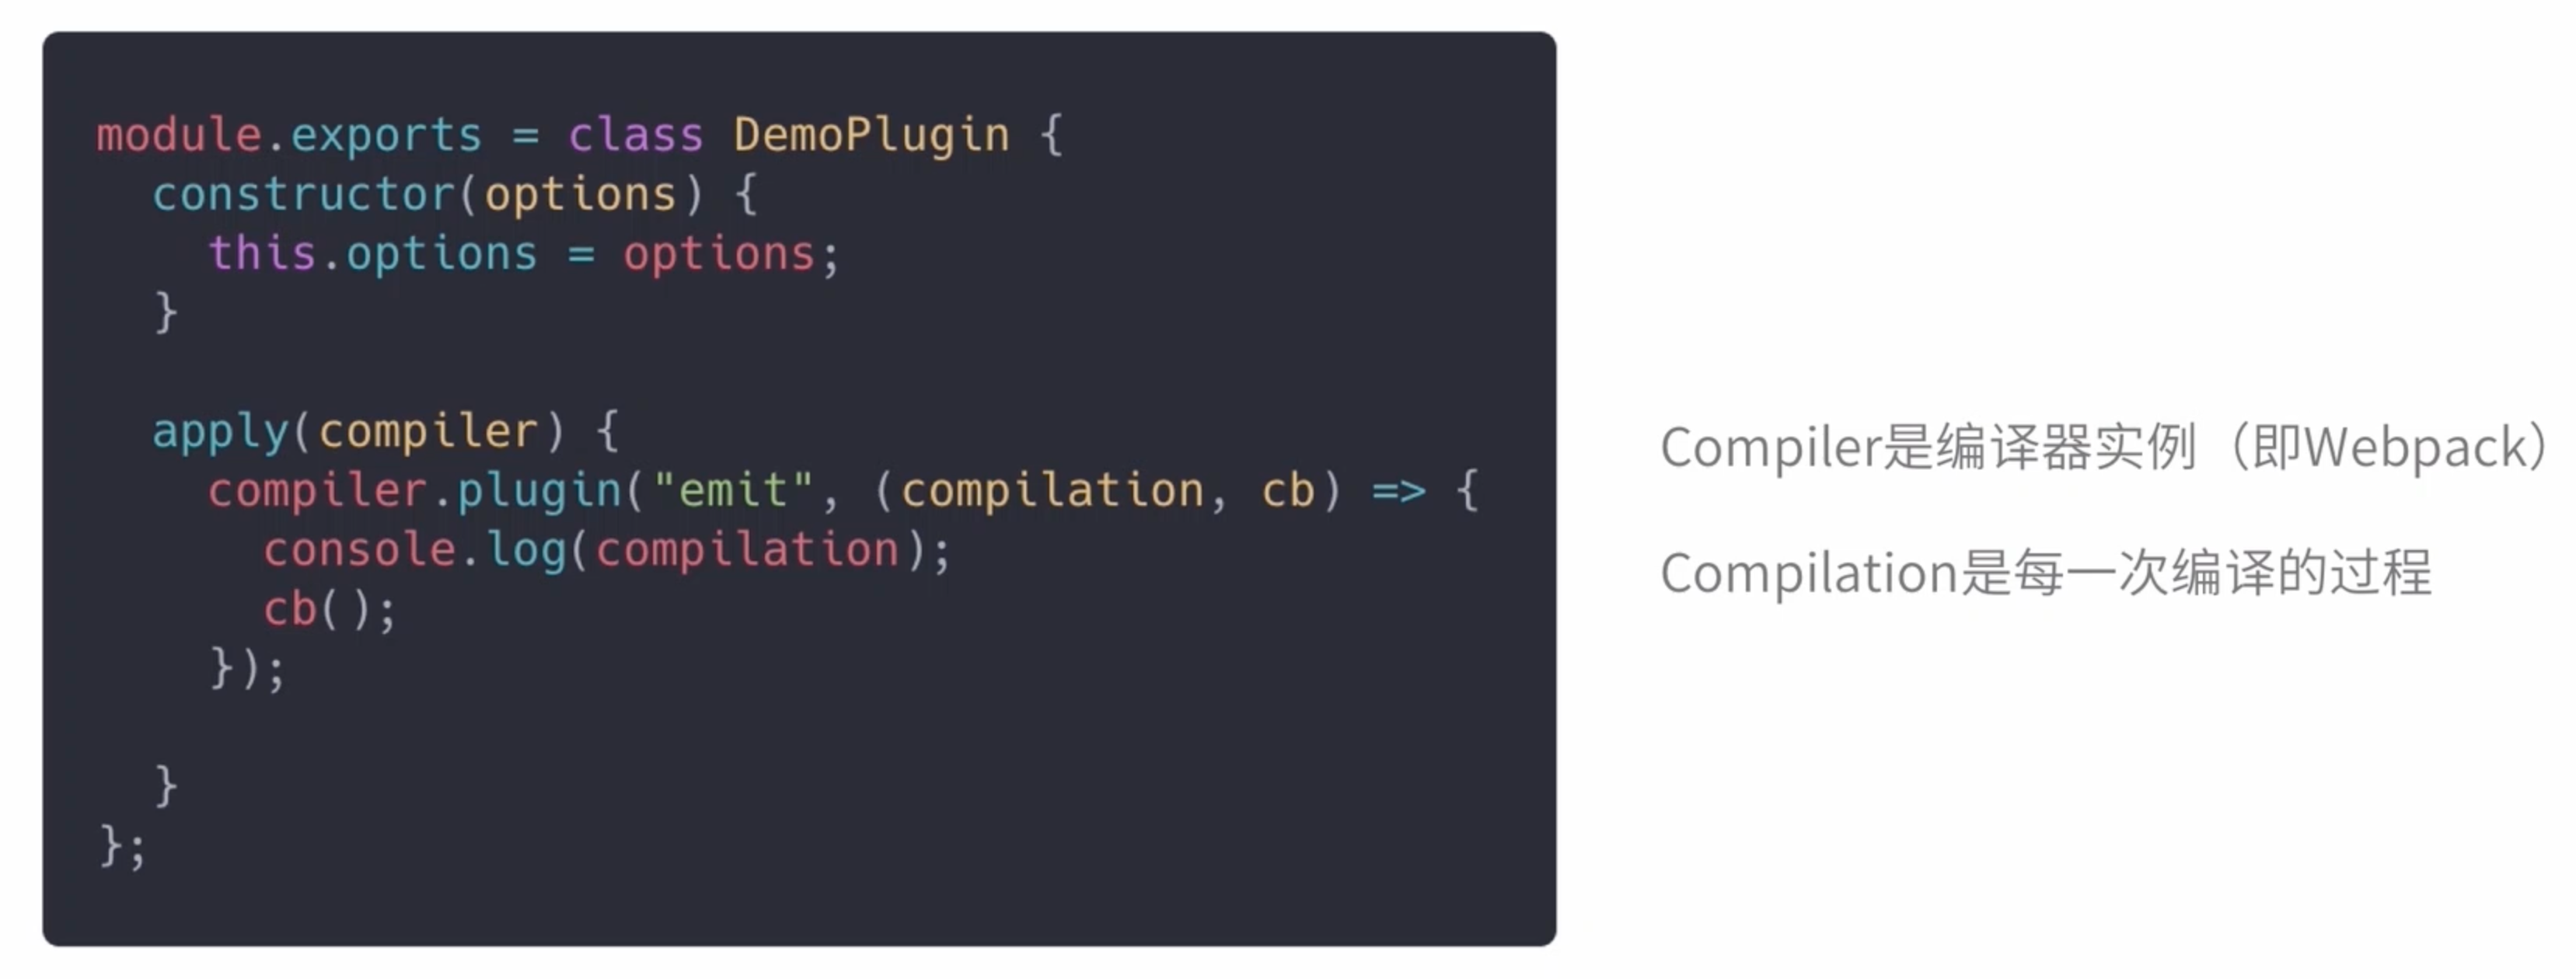 module.exports = class DemoPlugin {
  constructor(options) {
    this.options = options;
  }

  apply(compiler) {
    compiler.plugin("emit", (compilation, cb) => {
      console.log(compilation);
      cb();
    });

  }
};
Compiler是编译器实例（即Webpack）
Compilation是每一次编译的过程